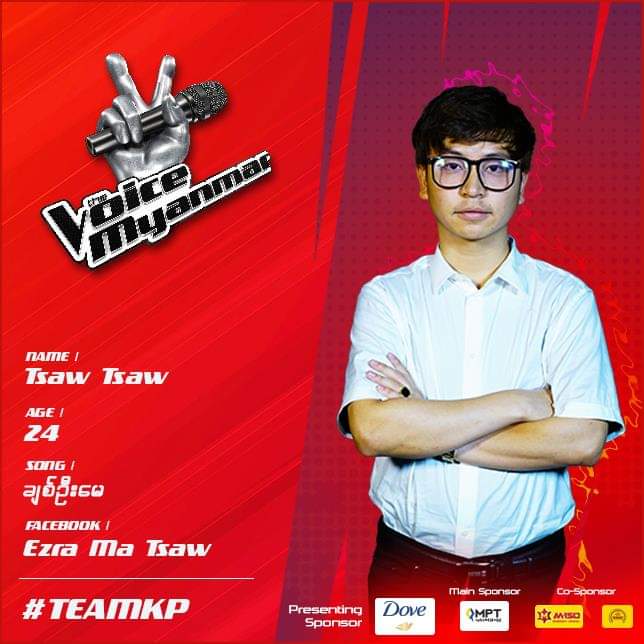 the
Voice
Myanmar
NAME /
Tsaw Tsaw
AGE /
24
SONG /
ချစ်ဦးမေ
FACEBOOK /
Ezra Ma Tsaw
#TEAMKP
Presenting
Sponsor
Dove
Main Sponsor
MPT
Co-Sponsor
MISO